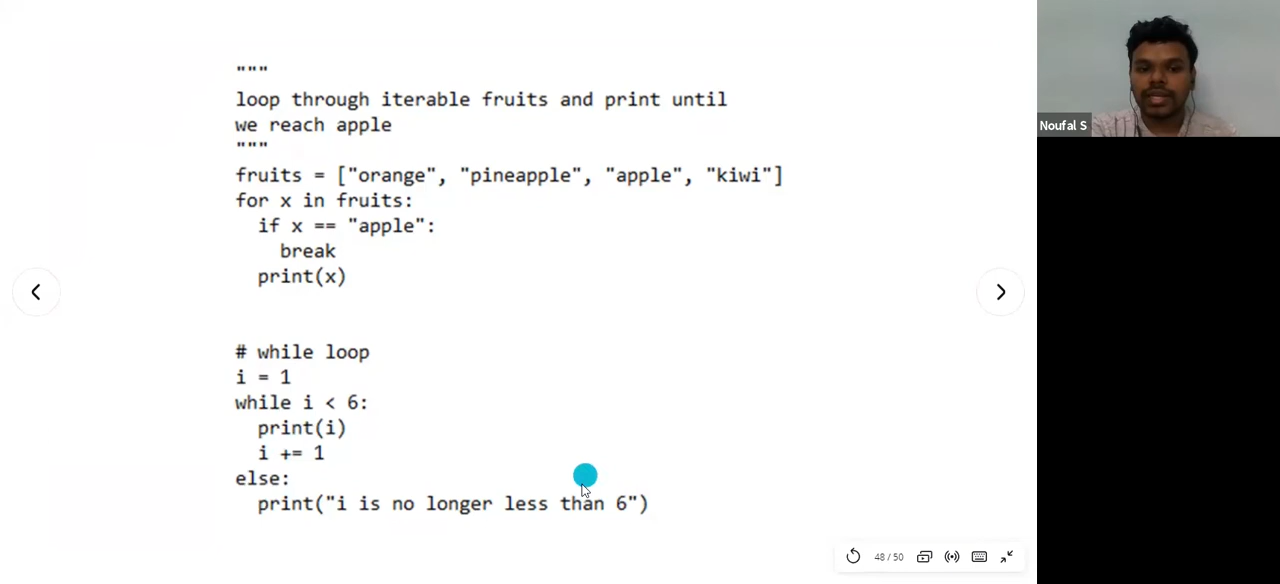 """
loop through iterable fruits and print until
we reach apple
"""
fruits = ["orange", "pineapple", "apple", "kiwi"]
for x in fruits:
  if x == "apple":
    break
  print(x)
# while loop
i = 1
while i < 6:
  print(i)
  i += 1
else:
  print("i is no longer less than 6")
Noufal S
48 / 50